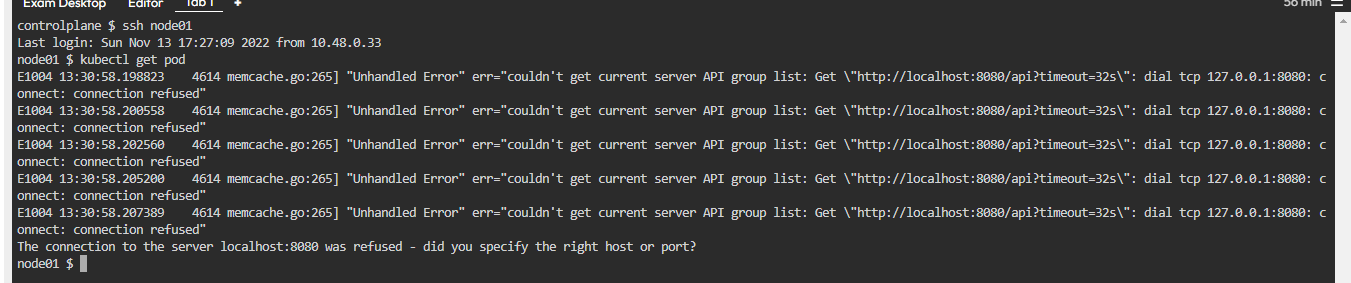 Exam Desktop Editor Tab 1 + 56 min
controlplane $ ssh node01
Last login: Sun Nov 13 17:27:09 2022 from 10.48.0.33
node01 $ kubectl get pod
E1004 13:30:58.198823    4614 memcache.go:265] "Unhandled Error" err="couldn't get current server API group list: Get \"http://localhost:8080/api?timeout=32s\": dial tcp 127.0.0.1:8080: c
onnect: connection refused"
E1004 13:30:58.200558    4614 memcache.go:265] "Unhandled Error" err="couldn't get current server API group list: Get \"http://localhost:8080/api?timeout=32s\": dial tcp 127.0.0.1:8080: c
onnect: connection refused"
E1004 13:30:58.202560    4614 memcache.go:265] "Unhandled Error" err="couldn't get current server API group list: Get \"http://localhost:8080/api?timeout=32s\": dial tcp 127.0.0.1:8080: c
onnect: connection refused"
E1004 13:30:58.205200    4614 memcache.go:265] "Unhandled Error" err="couldn't get current server API group list: Get \"http://localhost:8080/api?timeout=32s\": dial tcp 127.0.0.1:8080: c
onnect: connection refused"
E1004 13:30:58.207389    4614 memcache.go:265] "Unhandled Error" err="couldn't get current server API group list: Get \"http://localhost:8080/api?timeout=32s\": dial tcp 127.0.0.1:8080: c
onnect: connection refused"
The connection to the server localhost:8080 was refused - did you specify the right host or port?
node01 $